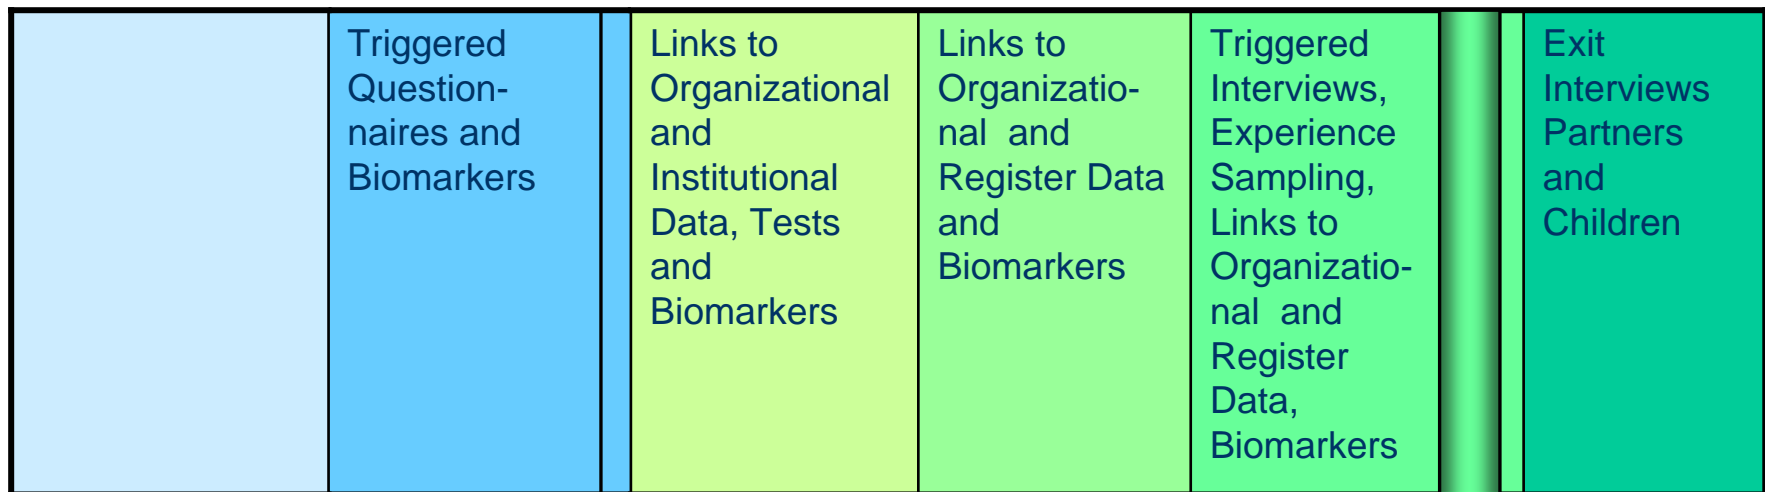 Triggered
Question-
naires and
Biomarkers
Links to
Organizational
and
Institutional
Data, Tests
and
Biomarkers
Links to
Organizatio-
nal  and
Register Data
and
Biomarkers
Triggered
Interviews,
Experience
Sampling,
Links to
Organizatio-
nal  and
Register
Data,
Biomarkers
Exit
Interviews
Partners
and
Children